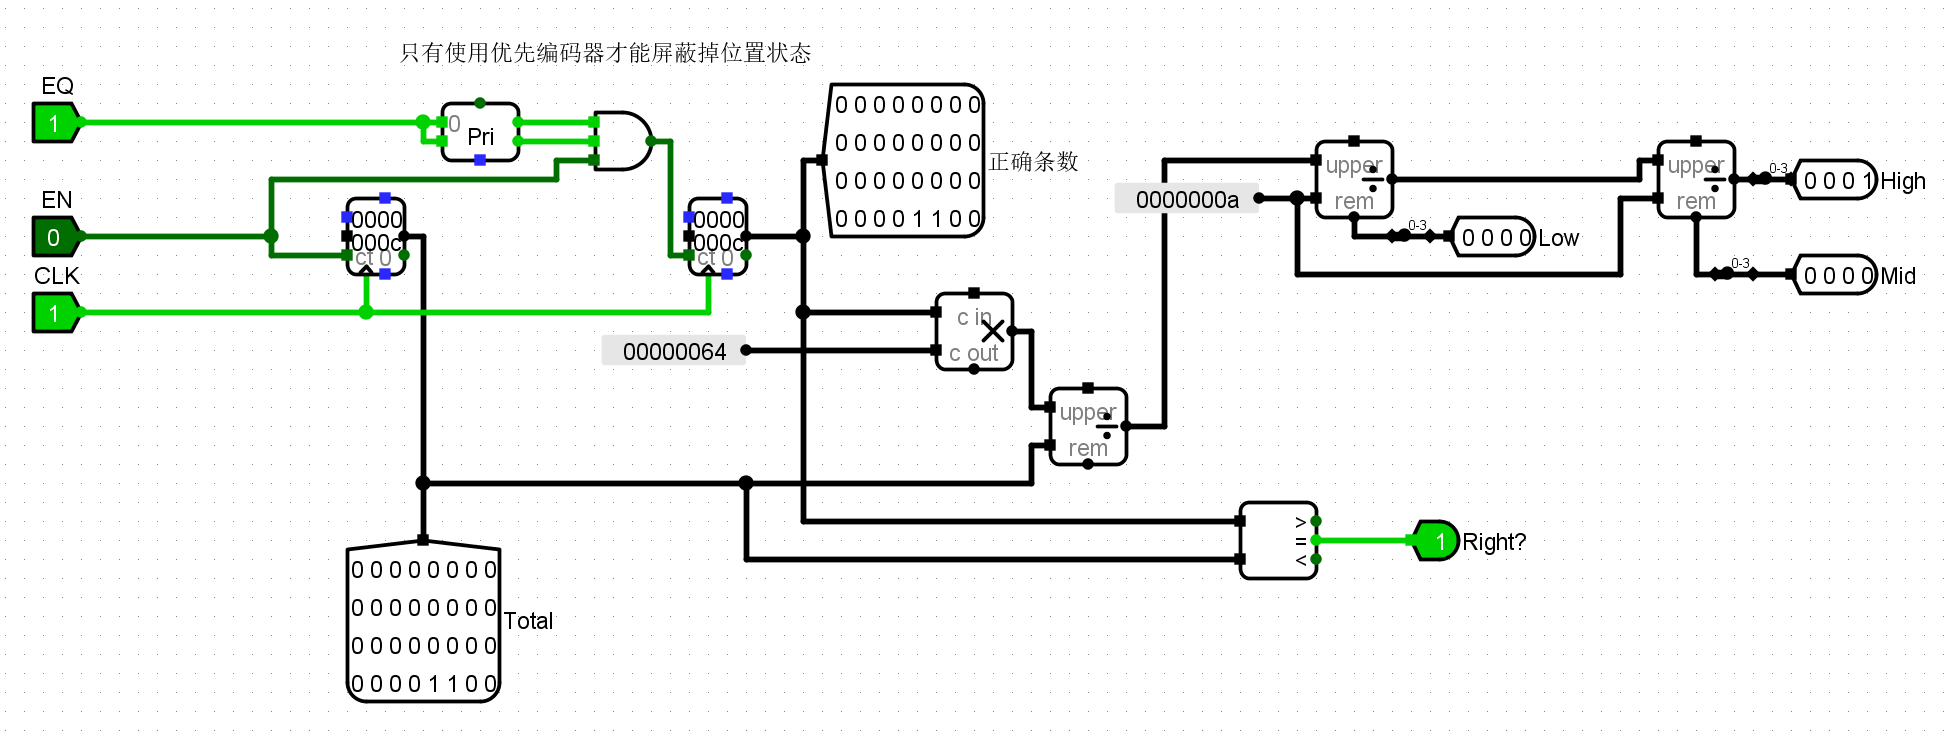 只有使用优先编码器才能屏蔽掉位置状态
EQ
1
0
Pri
EN
0
0000
000c
ct 0
0000
000c
ct 0
CLK
1
0 0 0 0 0 0 0 0
0 0 0 0 0 0 0 0
0 0 0 0 0 0 0 0
0 0 0 0 1 1 0 0
正确条数
00000064
c in
c out
upper
rem
0000000a
upper
rem
0-3
0 0 0 0
Low
upper
rem
0-3
0 0 0 1
High
0-3
0 0 0 0
Mid
>
=
<
1
Right?
0 0 0 0 0 0 0 0
0 0 0 0 0 0 0 0
0 0 0 0 0 0 0 0
0 0 0 0 1 1 0 0
Total